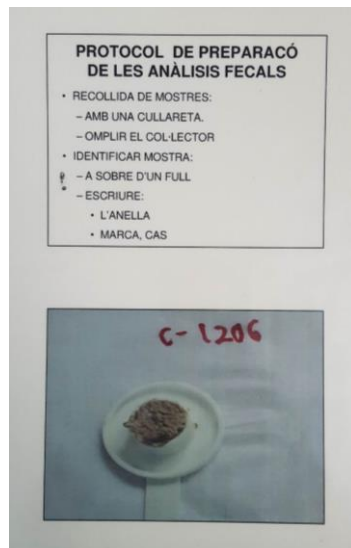 PROTOCOL DE PREPARACÓ
DE LES ANÀLISIS FECALS
• RECOLLIDA DE MOSTRES:
– AMB UNA CULLARETA.
– OMPLIR EL COL·LECTOR
• IDENTIFICAR MOSTRA:
– A SOBRE D'UN FULL
– ESCRIURE:
• L'ANELLA
• MARCA, CAS
C-1206